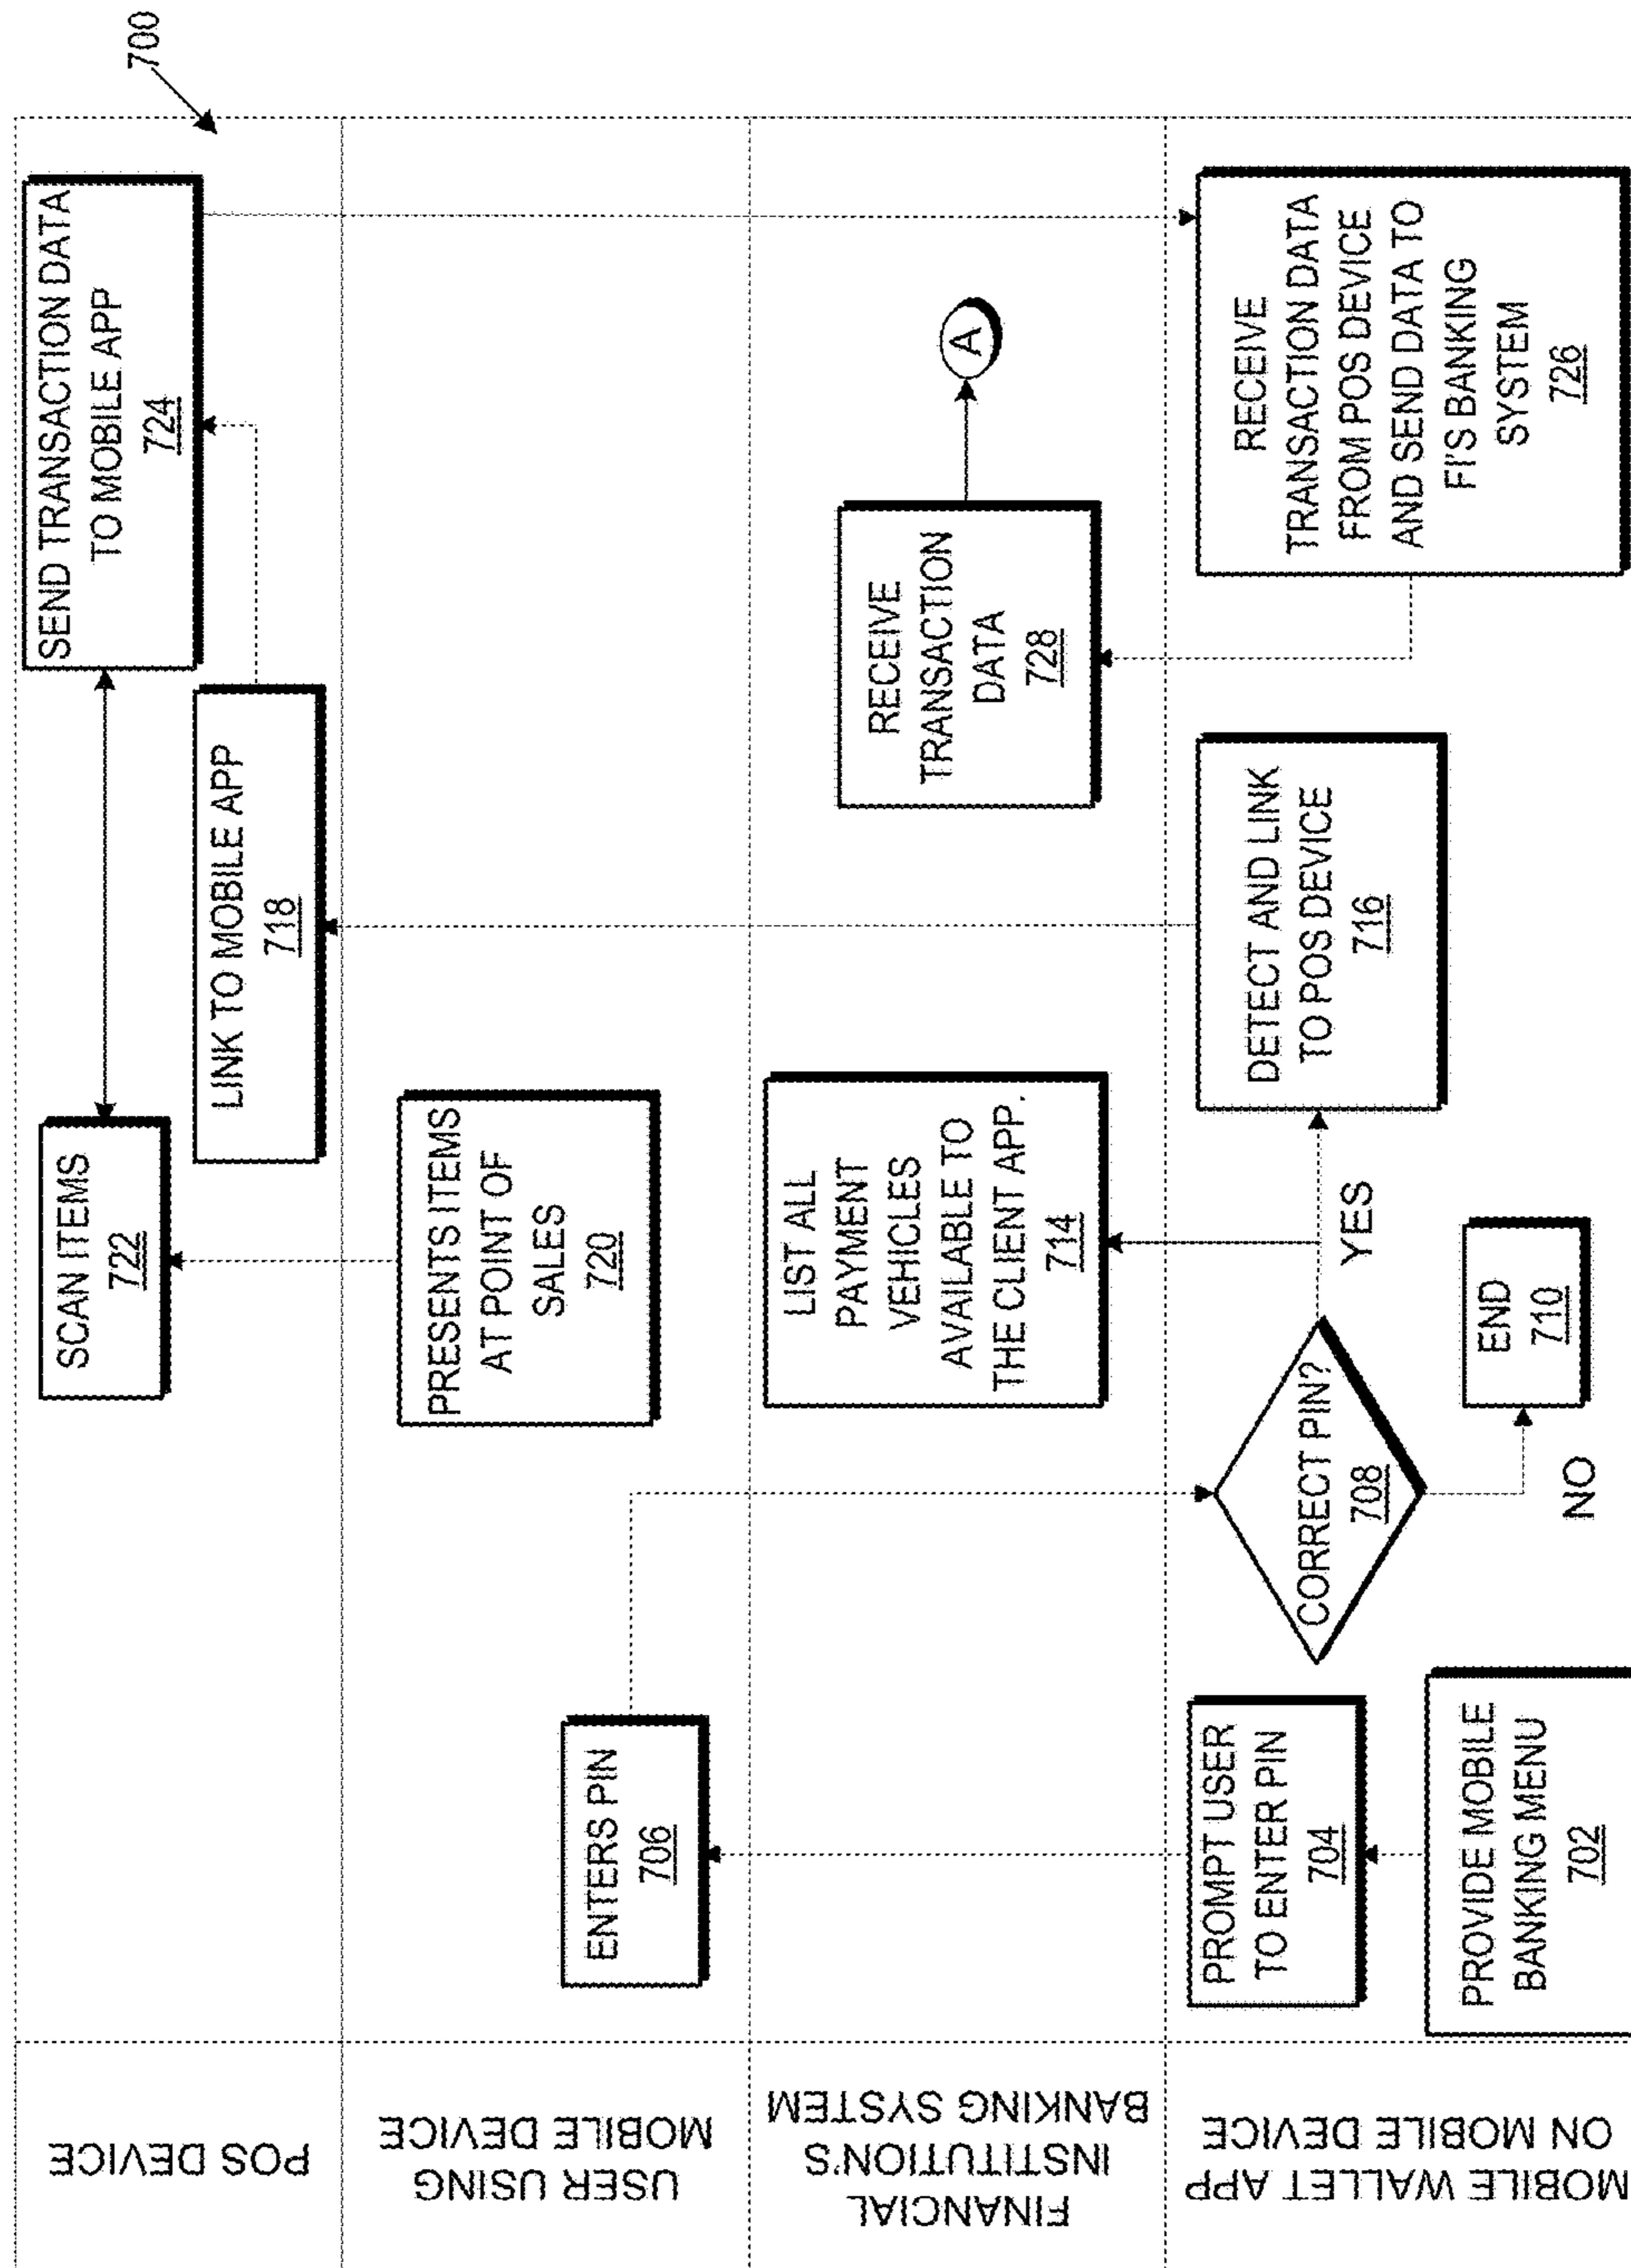 700
POS DEVICE
SCAN ITEMS
722
LINK TO MOBILE APP
718
SEND TRANSACTION DATA
TO MOBILE APP
724
USER USING
MOBILE DEVICE
ENTERS PIN
706
PRESENTS ITEMS
AT POINT OF
SALES
720
FINANCIAL
INSTITUTION'S
BANKING SYSTEM
LIST ALL
PAYMENT
VEHICLES
AVAILABLE TO
THE CLIENT APP.
714
RECEIVE
TRANSACTION
DATA
728
A
MOBILE WALLET APP
ON MOBILE DEVICE
PROMPT USER
TO ENTER PIN
704
PROVIDE MOBILE
BANKING MENU
702
CORRECT PIN?
708
YES
NO
END
710
DETECT AND LINK
TO POS DEVICE
716
RECEIVE
TRANSACTION DATA
FROM POS DEVICE
AND SEND DATA TO
FI'S BANKING
SYSTEM
726